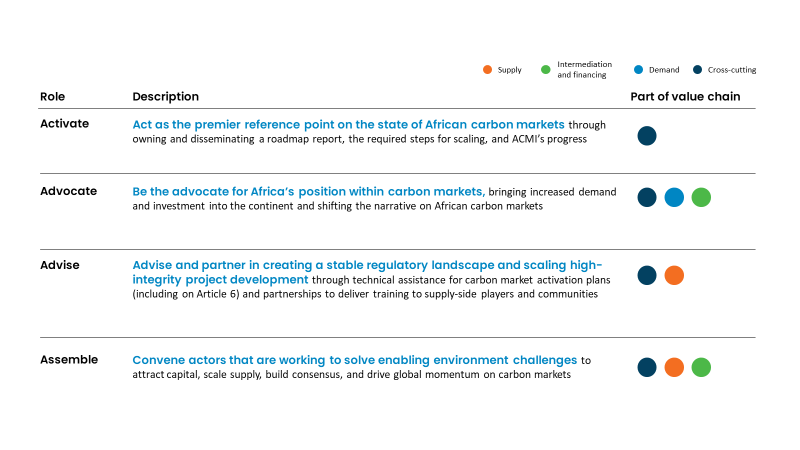 Supply
Intermediation
and financing
Demand
Cross-cutting
Role
Description
Part of value chain
Activate
Act as the premier reference point on the state of African carbon markets through
owning and disseminating a roadmap report, the required steps for scaling, and ACMI’s progress
Advocate
Be the advocate for Africa’s position within carbon markets, bringing increased demand
and investment into the continent and shifting the narrative on African carbon markets
Advise
Advise and partner in creating a stable regulatory landscape and scaling high-
integrity project development through technical assistance for carbon market activation plans
(including on Article 6) and partnerships to deliver training to supply-side players and communities
Assemble
Convene actors that are working to solve enabling environment challenges to
attract capital, scale supply, build consensus, and drive global momentum on carbon markets